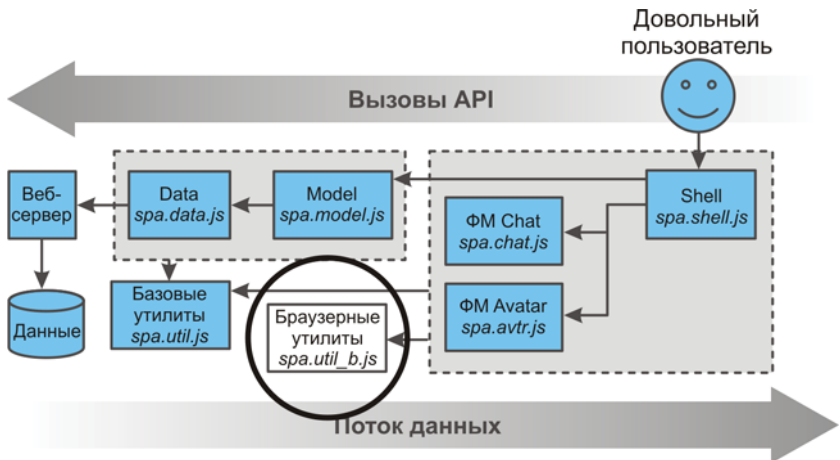 Довольный
пользователь
Вызовы API
Веб-
сервер
Data
spa.data.js
Model
spa.model.js
Shell
spa.shell.js
ФМ Chat
spa.chat.js
Данные
Базовые
утилиты
spa.util.js
Браузерные
утилиты
spa.util_b.js
ФМ Avatar
spa.avtr.js
Поток данных